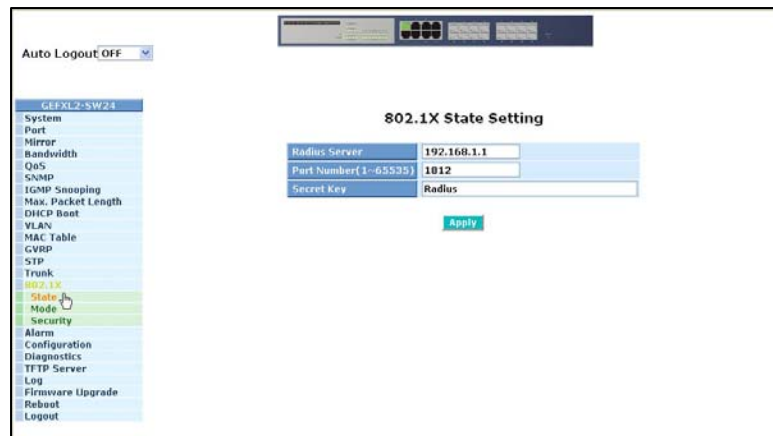 Auto Logout OFF
GEFXL2-SW24
System
Port
Mirror
Bandwidth
QoS
SNMP
IGMP Snooping
Max. Packet Length
DHCP Boot
VLAN
MAC Table
GVRP
STP
Trunk
802.1X
State
Mode
Security
Alarm
Configuration
Diagnostics
TFTP Server
Log
Firmware Upgrade
Reboot
Logout
802.1X State Setting
Radius Server 192.168.1.1
Port Number(1~65535) 1812
Secret Key Radius
Apply